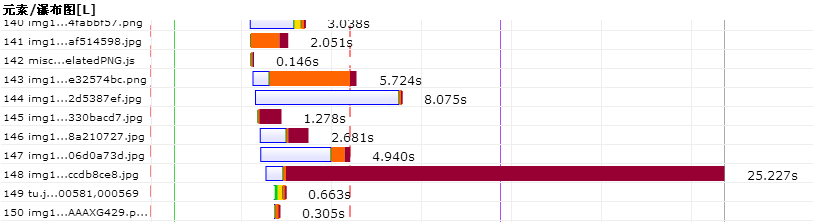 元素/瀑布图[L]
140 img1...4fabbf57.png 3.038s
141 img1...af514598.jpg 2.051s
142 misc...elatedPNG.js 0.146s
143 img1...e32574bc.png 5.724s
144 img1...2d5387ef.jpg 8.075s
145 img1...330bacd7.jpg 1.278s
146 img1...8a210727.jpg 2.681s
147 img1...06d0a73d.jpg 4.940s
148 img1...ccdb8ce8.jpg 25.227s
149 tu.j...00581,000569 0.663s
150 img1...AAAXG429.p... 0.305s